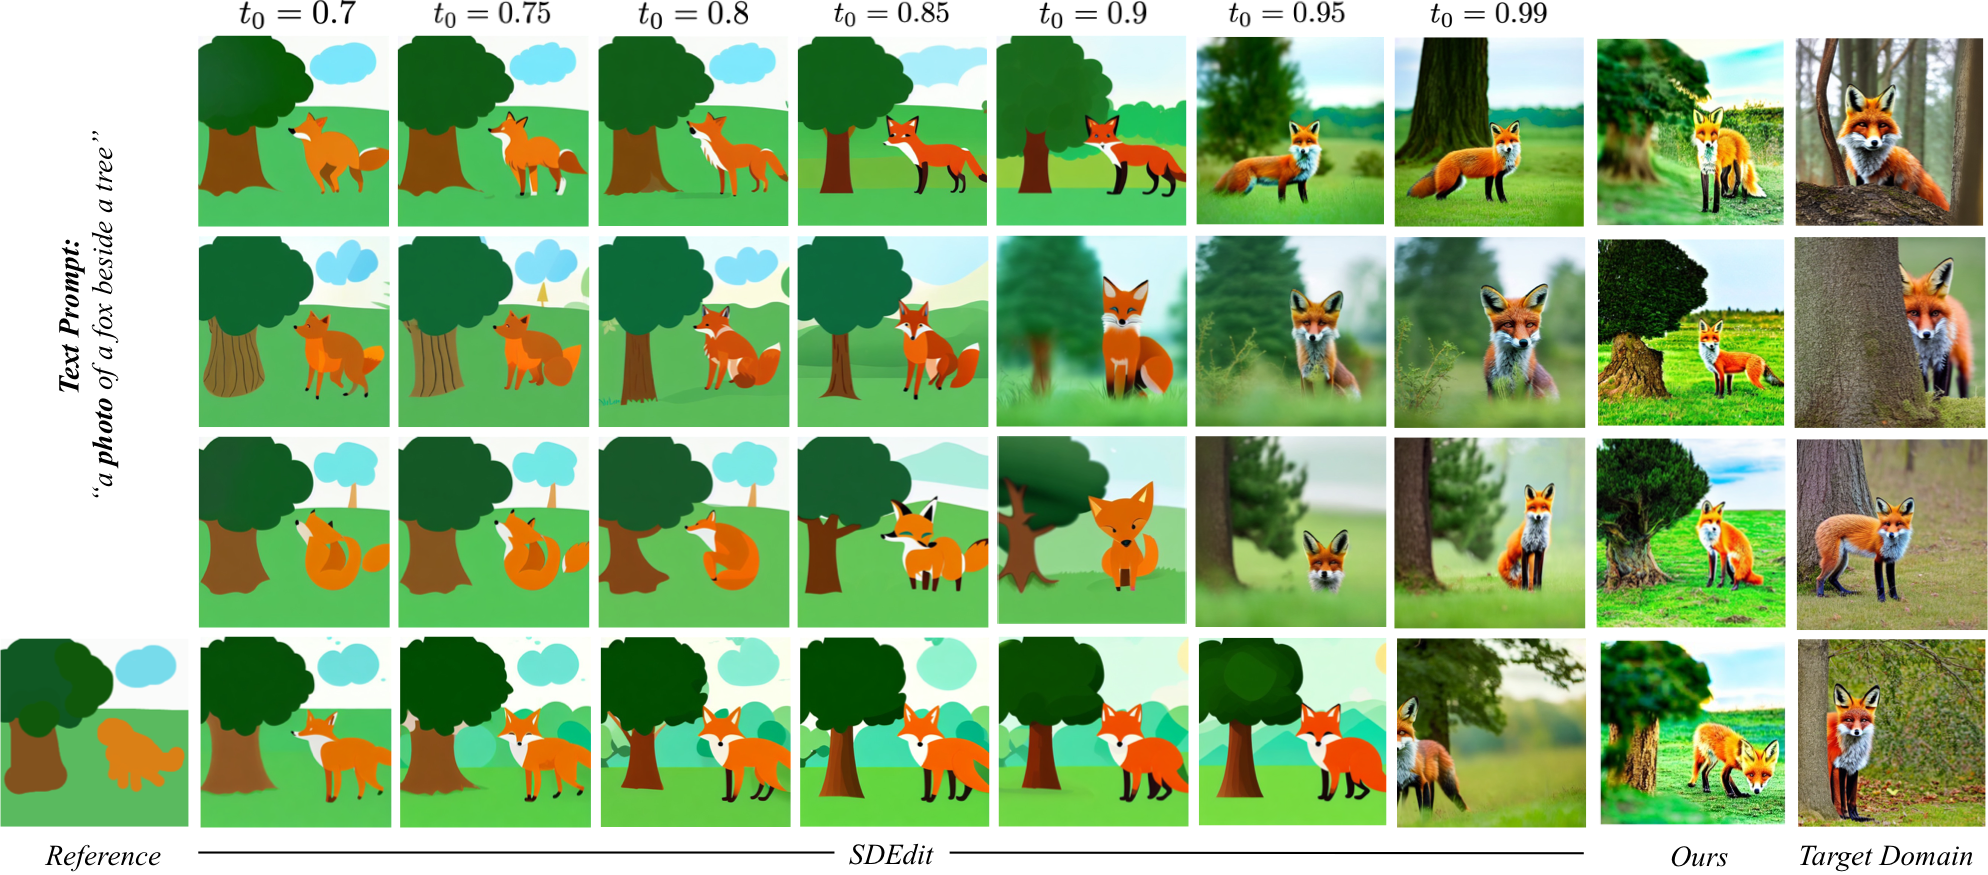 t₀ = 0.7 t₀ = 0.75 t₀ = 0.8 t₀ = 0.85 t₀ = 0.9 t₀ = 0.95 t₀ = 0.99
Text Prompt:
“a photo of a fox beside a tree”
Reference SDEdit Ours Target Domain